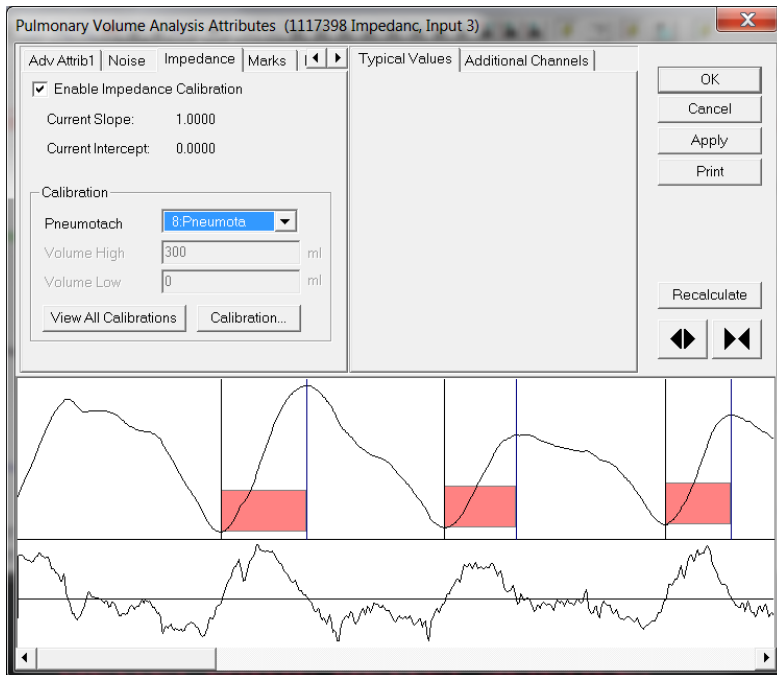 Pulmonary Volume Analysis Attributes (1117398 Impedanc, Input 3)
Adv Attrib1 Noise Impedance Marks
Typical Values Additional Channels
Enable Impedance Calibration
Current Slope: 1.0000
Current Intercept: 0.0000
Calibration
Pneumotach 8:Pneumota
Volume High 300 ml
Volume Low 0 ml
View All Calibrations Calibration...
OK
Cancel
Apply
Print
Recalculate